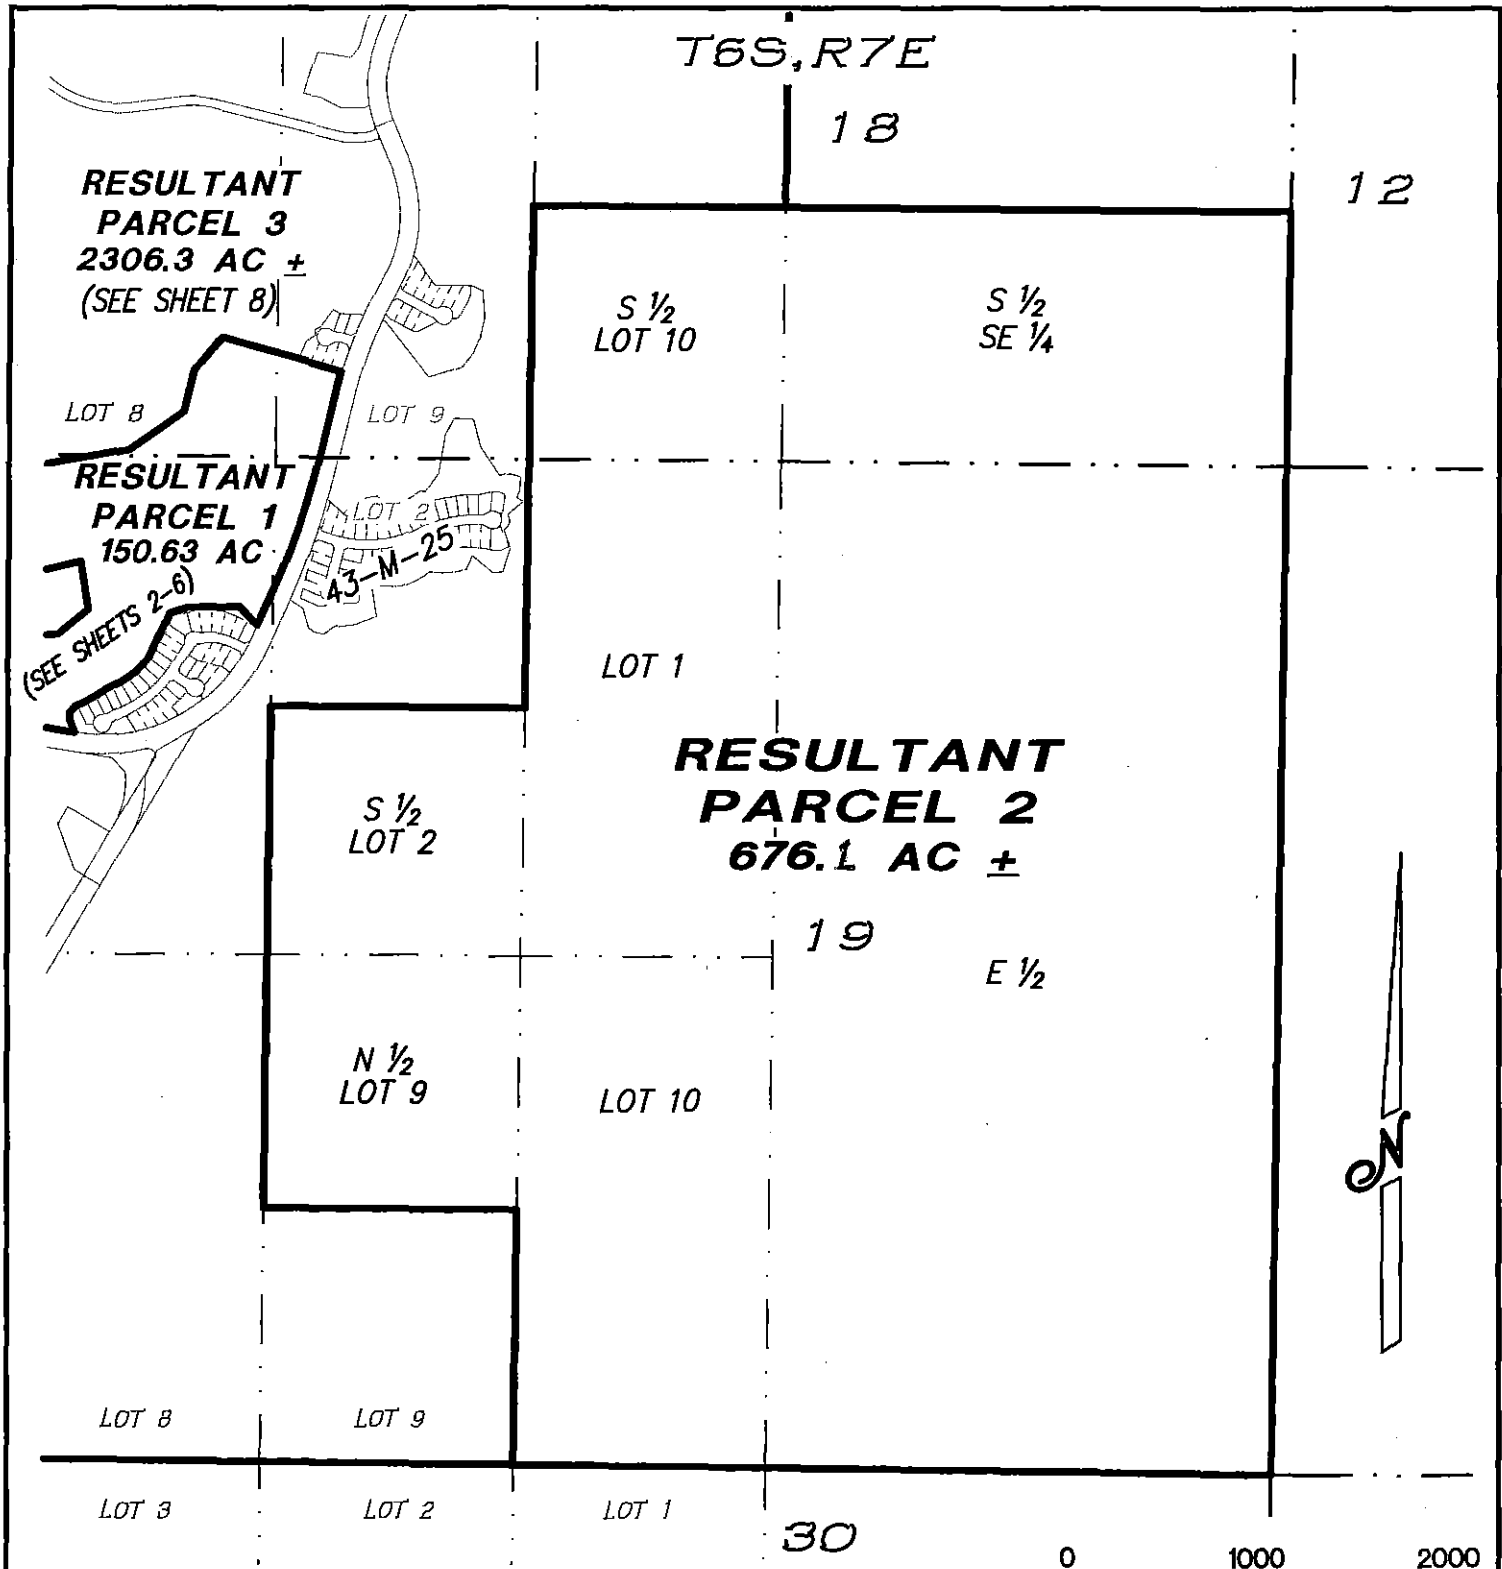 T6S, R7E
18
12
RESULTANT
PARCEL 3
2306.3 AC ±
(SEE SHEET 8)
S ½
LOT 10
S ½
SE ¼
LOT 8
LOT 9
RESULTANT
PARCEL 1
150.63 AC
(SEE SHEETS 2-6)
LOT 2
43-M-25
LOT 1
RESULTANT
PARCEL 2
676.1 AC ±
S ½
LOT 2
19
E ½
N ½
LOT 9
LOT 10
N
LOT 8
LOT 9
LOT 3
LOT 2
LOT 1
30
0 1000 2000